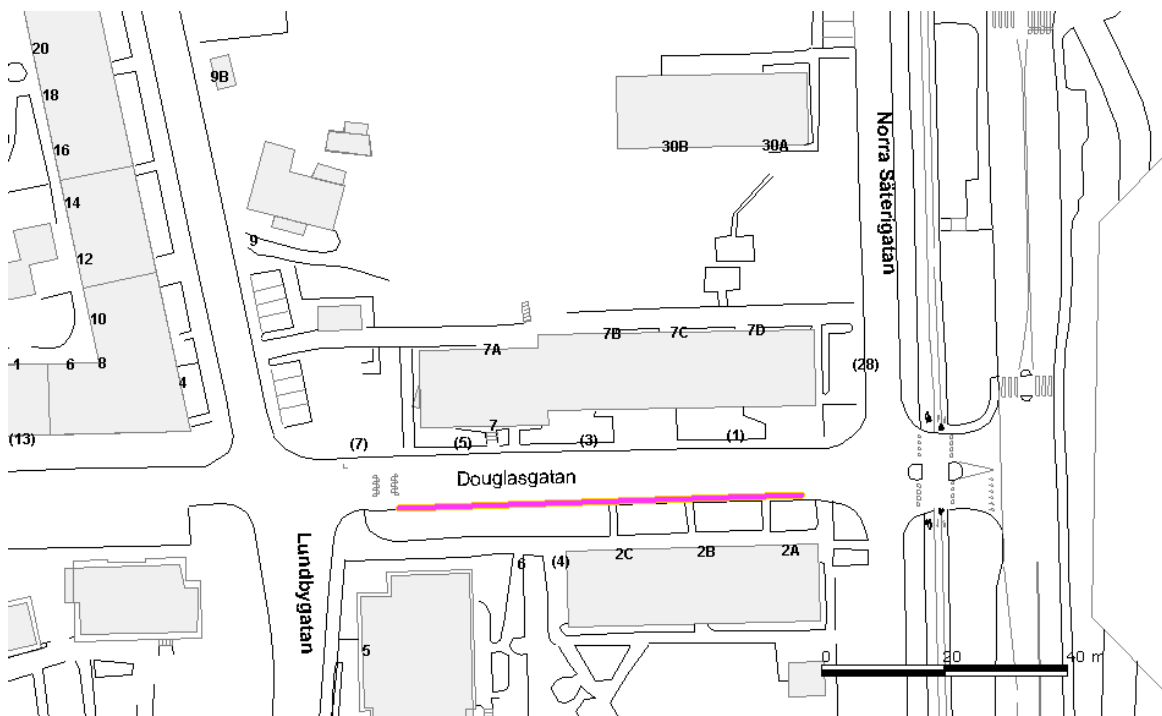 20
9B
18
16
30B
30A
Norra Säterigatan
14
9
12
10
7B
7C
7D
7A
1
6
8
4
(28)
7
(13)
(7)
(5)
(3)
(1)
Douglasgatan
Lundbygatan
6
(4)
2C
2B
2A
5
0
20
40 m